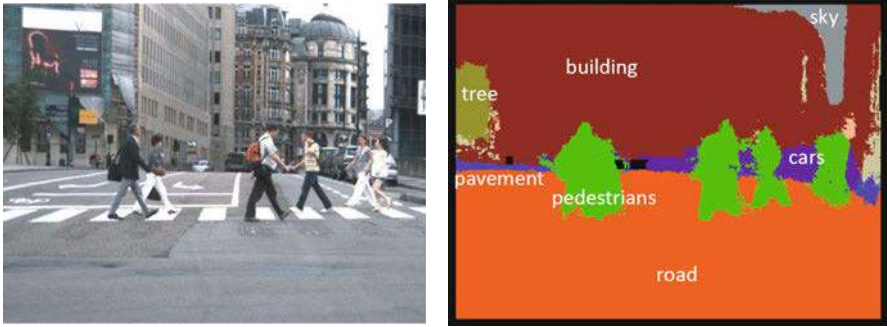 sky
building
tree
cars
pavement
pedestrians
road